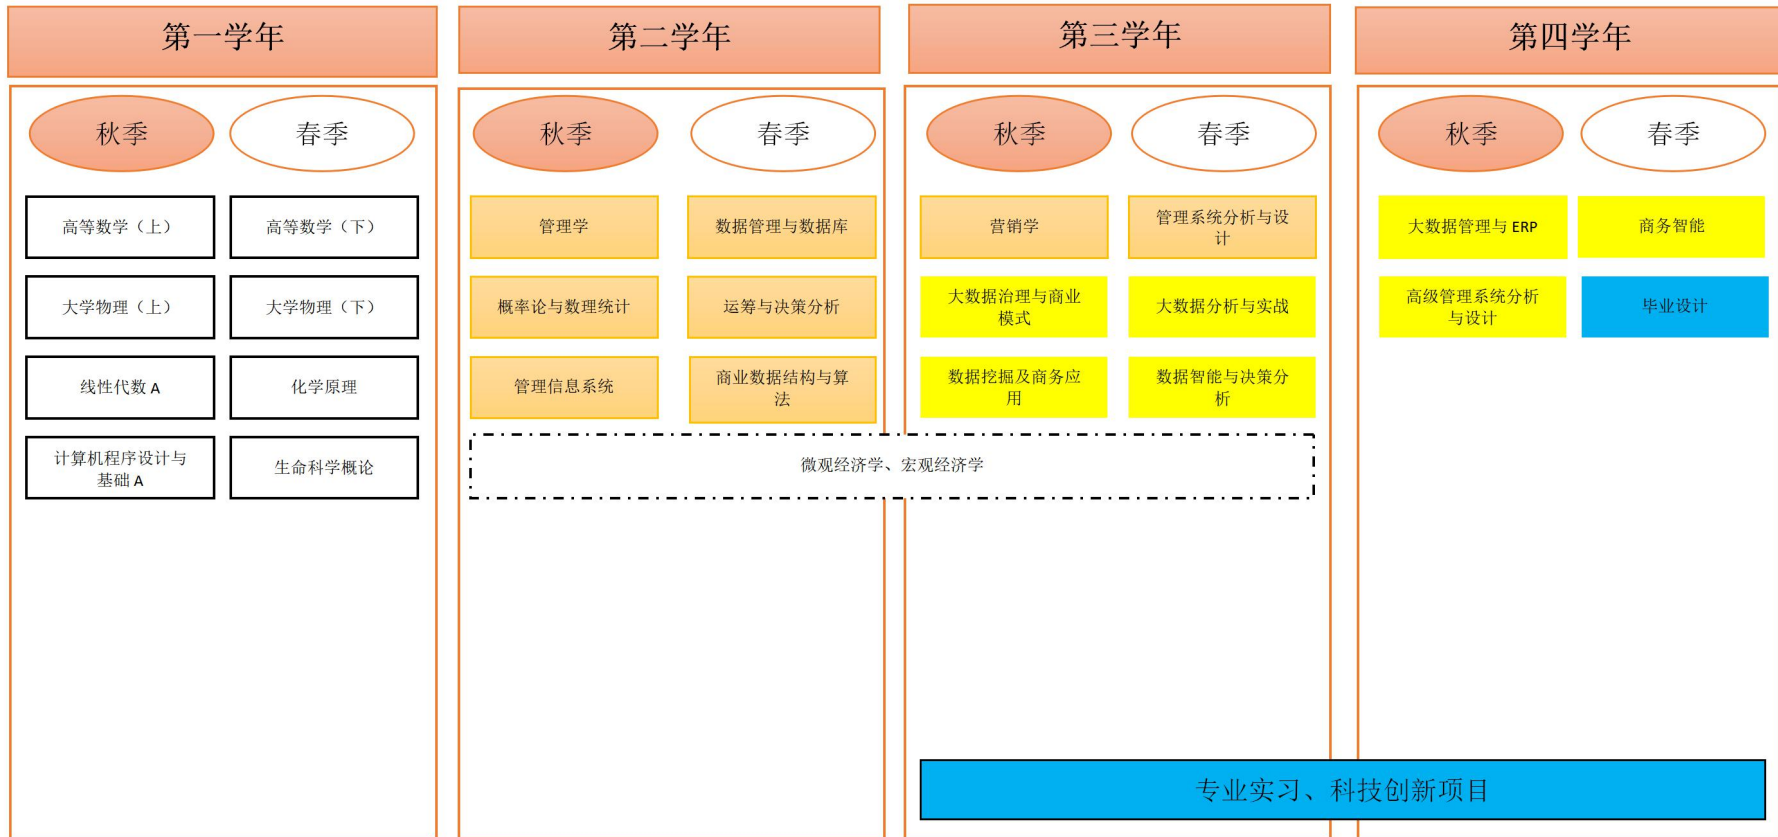 第一学年
第二学年
第三学年
第四学年
秋季
春季
秋季
春季
秋季
春季
秋季
春季
高等数学（上）
高等数学（下）
管理学
数据管理与数据库
营销学
管理系统分析与设
计
大数据管理与 ERP
商务智能
大学物理（上）
大学物理（下）
概率论与数理统计
运筹与决策分析
大数据治理与商业
模式
大数据分析与实战
高级管理系统分析
与设计
毕业设计
线性代数 A
化学原理
管理信息系统
商业数据结构与算
法
数据挖掘及商务应
用
数据智能与决策分
析
计算机程序设计与
基础 A
生命科学概论
微观经济学、宏观经济学
专业实习、科技创新项目